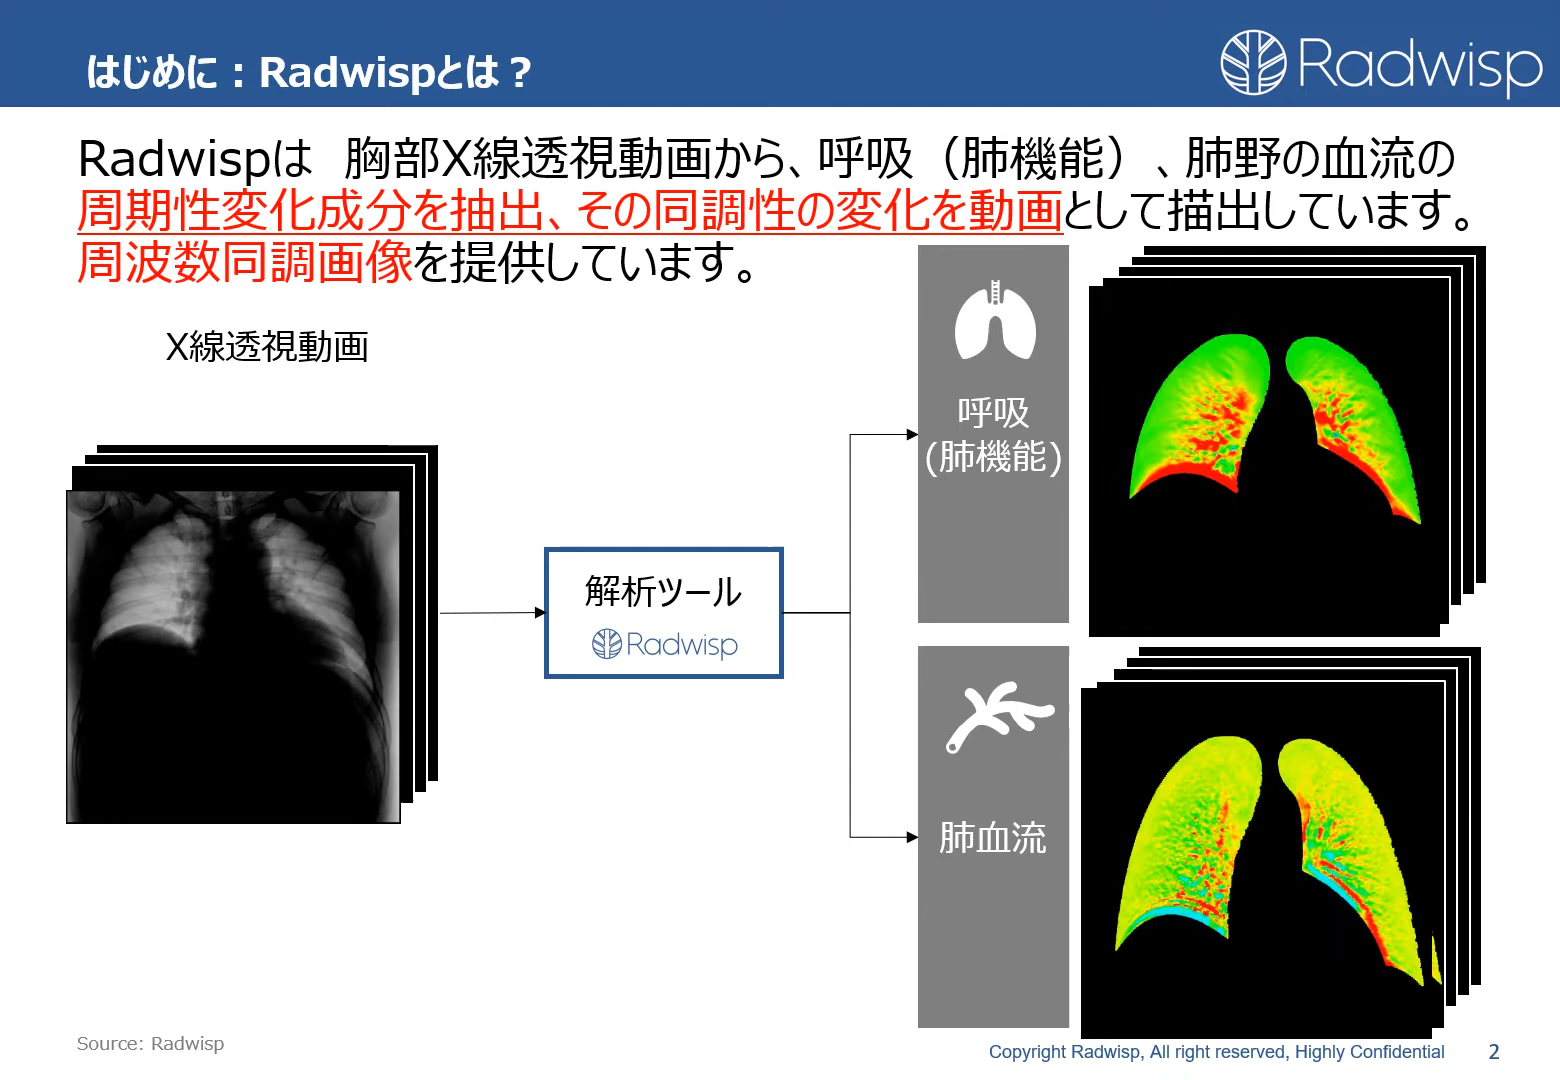 はじめに：Radwispとは？
Radwisp
Radwispは　胸部X線透視動画から、呼吸（肺機能）、肺野の血流の
周期性変化成分を抽出、その同調性の変化を動画として描出しています。
周波数同調画像を提供しています。
X線透視動画
解析ツール
Radwisp
呼吸
(肺機能)
肺血流
Source: Radwisp
Copyright Radwisp, All right reserved, Highly Confidential
2